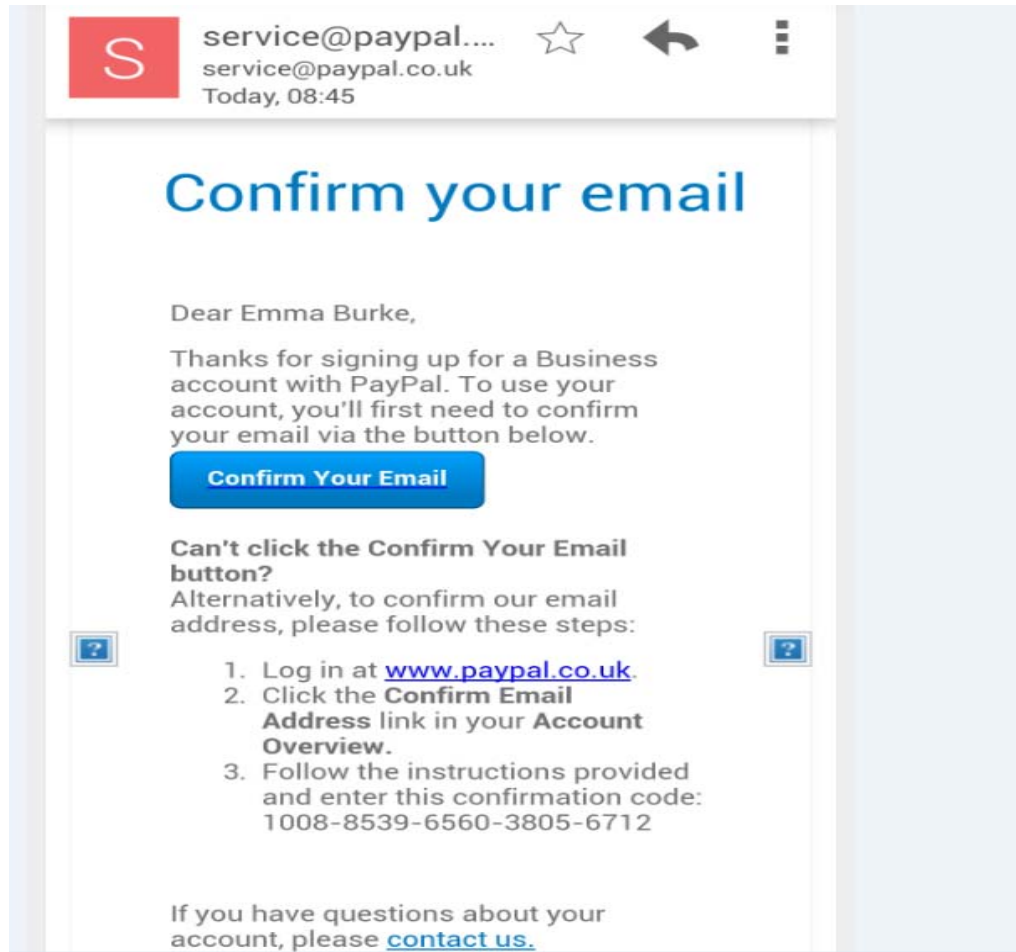 S
service@paypal....
service@paypal.co.uk
Today, 08:45
Confirm your email
Dear Emma Burke,
Thanks for signing up for a Business
account with PayPal. To use your
account, you'll first need to confirm
your email via the button below.
Confirm Your Email
Can't click the Confirm Your Email
button?
Alternatively, to confirm our email
address, please follow these steps:
1. Log in at www.paypal.co.uk.
2. Click the Confirm Email
Address link in your Account
Overview.
3. Follow the instructions provided
and enter this confirmation code:
1008-8539-6560-3805-6712
If you have questions about your
account, please contact us.